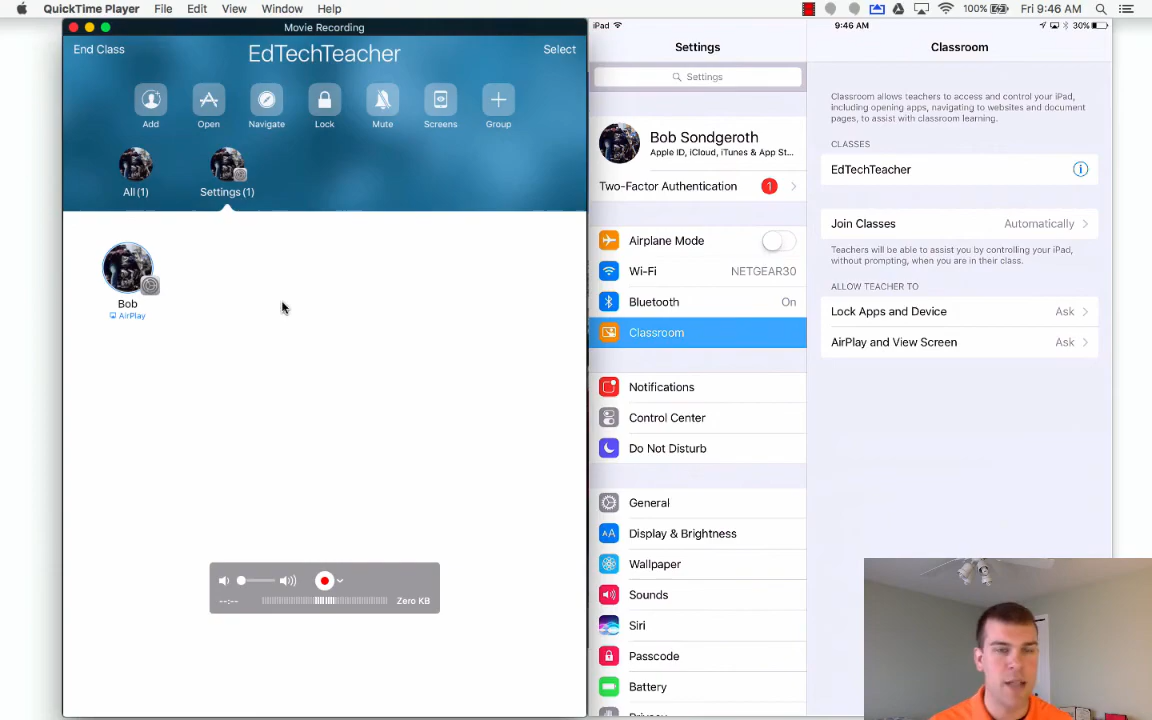 QuickTime Player File Edit View Window Help 100% Fri 9:46 AM
Movie Recording
End Class EdTechTeacher Select
Add Open Navigate Lock Mute Screens Group
All (1) Settings (1)
Bob
AirPlay
--:-- Zero KB
iPad 9:46 AM 30%
Settings
Settings
Bob Sondgeroth
Apple ID, iCloud, iTunes & App St...
Two-Factor Authentication 1
Airplane Mode
Wi-Fi NETGEAR30
Bluetooth On
Classroom
Notifications
Control Center
Do Not Disturb
General
Display & Brightness
AA
Wallpaper
Sounds
Siri
Passcode
Battery
Classroom
Classroom allows teachers to access and control your iPad,
including opening apps, navigating to websites and document
pages, to assist with classroom learning.
CLASSES
EdTechTeacher
Join Classes Automatically
Teachers will be able to assist you by controlling your iPad,
without prompting, when you are in their class.
ALLOW TEACHER TO
Lock Apps and Device Ask
AirPlay and View Screen Ask